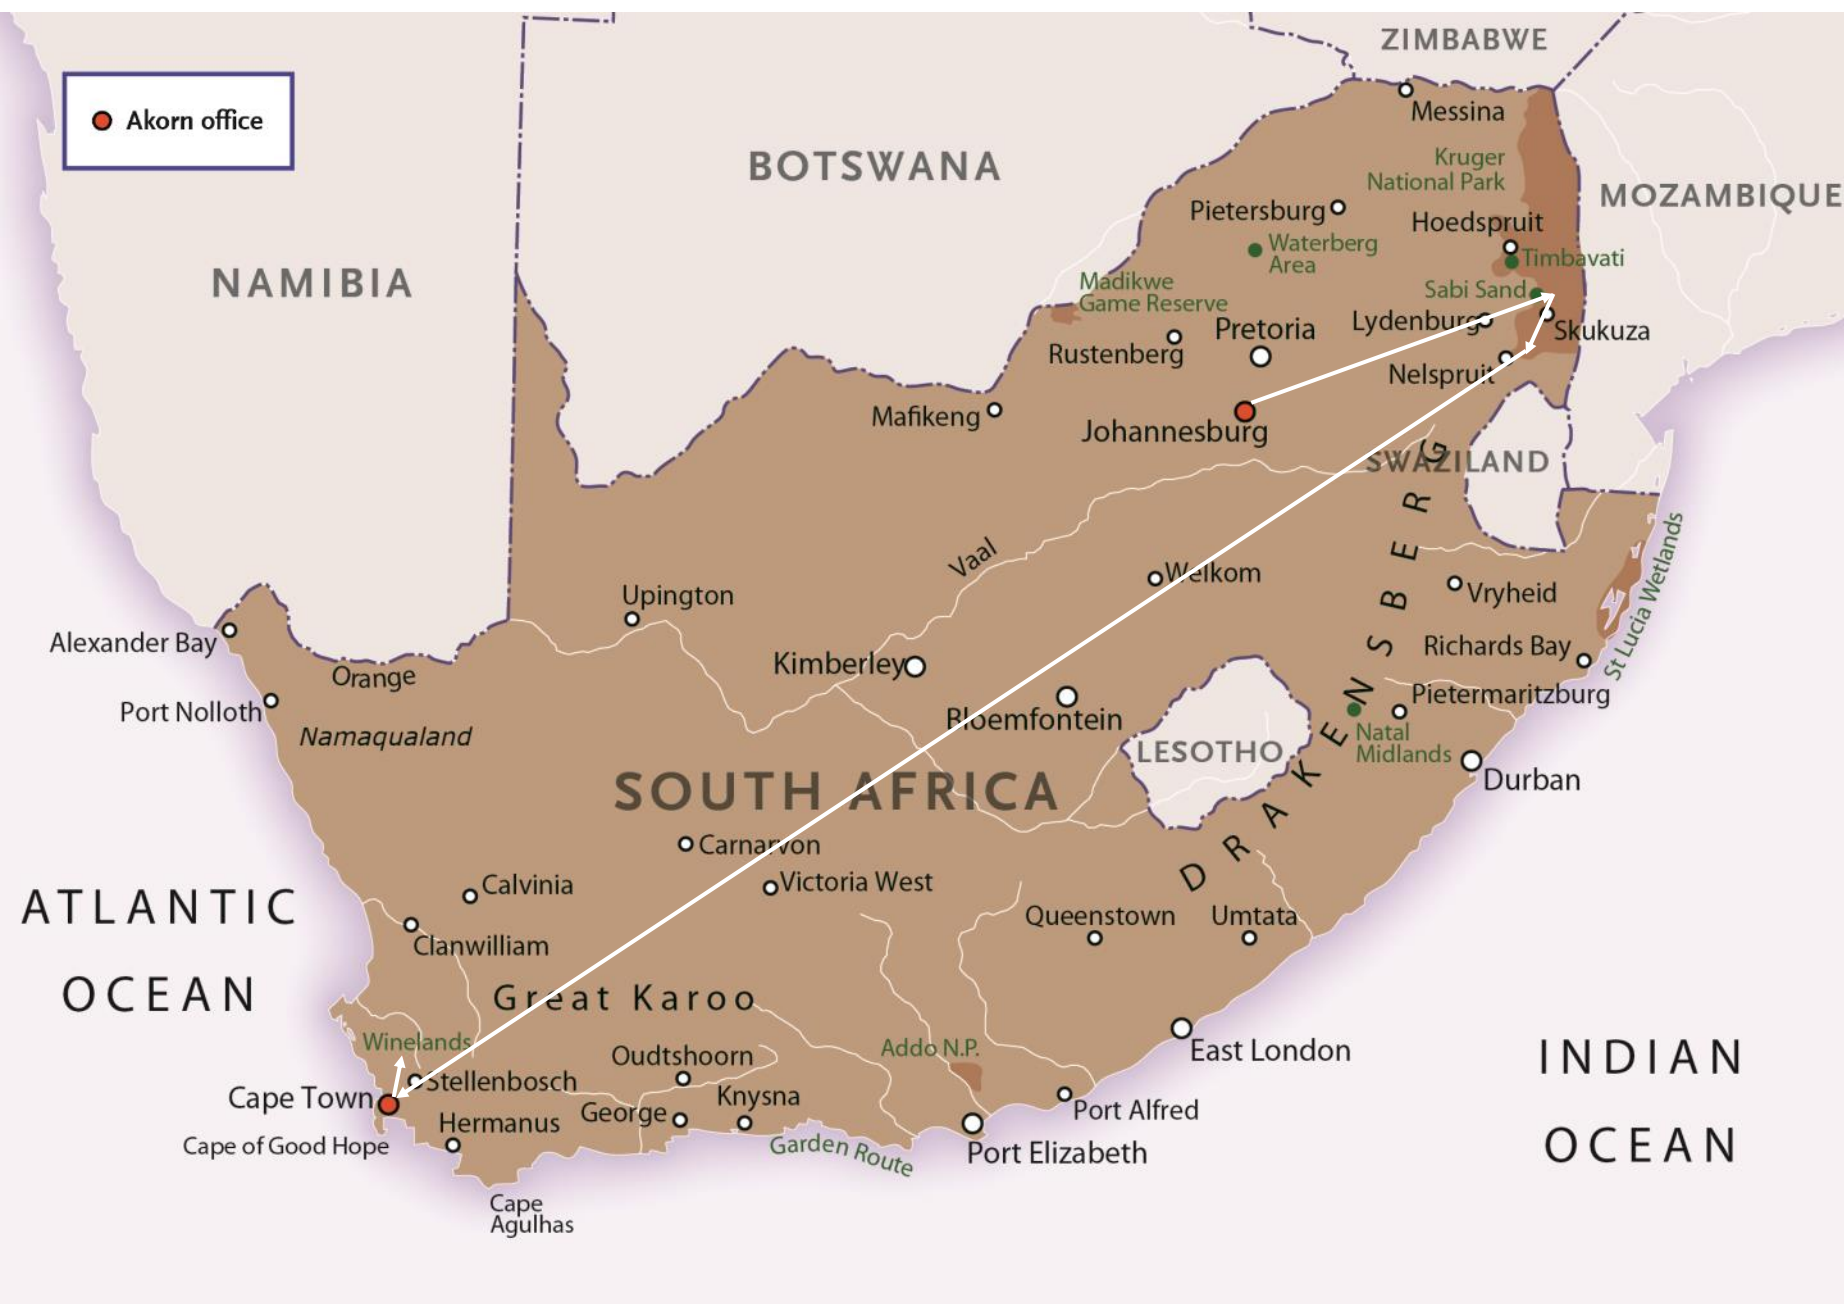 ZIMBABWE
Akorn office
Messina
BOTSWANA
Kruger
National Park
MOZAMBIQUE
Pietersburg
Hoedspruit
Waterberg
Area
Timbavati
NAMIBIA
Madikwe
Game Reserve
Sabi Sand
Lydenburg
Skukuza
Pretoria
Rustenberg
Nelspruit
Mafikeng
Johannesburg
SWAZILAND
DRAKENSBERG
Vaal
Welkom
Upington
Vryheid
St Lucia Wetlands
Alexander Bay
Richards Bay
Kimberley
Orange
Pietermaritzburg
Port Nolloth
Namaqualand
Bloemfontein
Natal
Midlands
LESOTHO
Durban
SOUTH AFRICA
Carnarvon
Calvinia
Victoria West
ATLANTIC
OCEAN
Queenstown
Umtata
Clanwilliam
Great Karoo
Winelands
Oudtshoorn
Addo N.P.
East London
INDIAN
OCEAN
Stellenbosch
Cape Town
Knysna
Hermanus
George
Port Alfred
Cape of Good Hope
Garden Route
Port Elizabeth
Cape
Agulhas